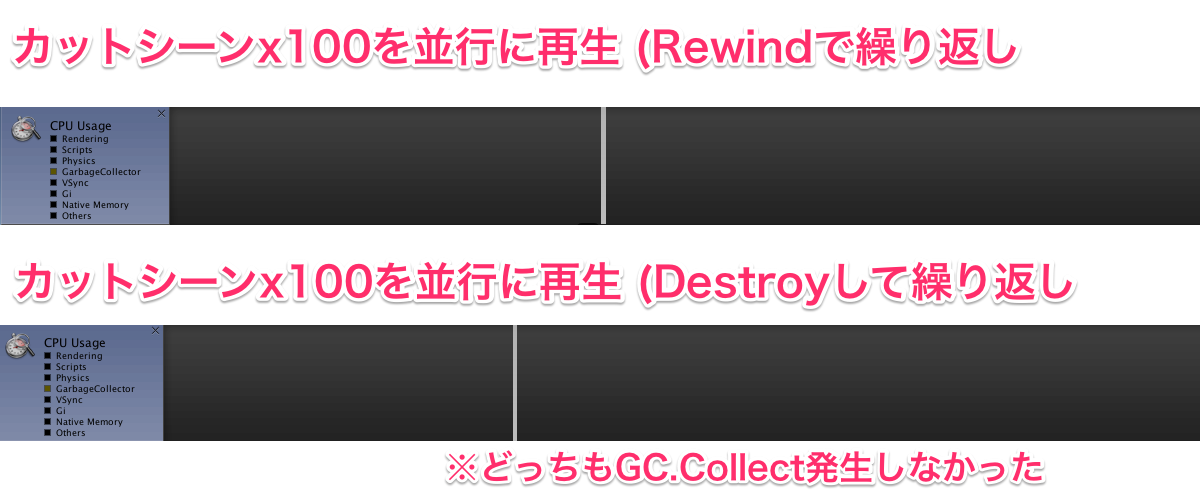 カットシーンx100を並行に再生 (Rewindで繰り返し
CPU Usage
Rendering
Scripts
Physics
GarbageCollector
VSync
Gi
Native Memory
Others
カットシーンx100を並行に再生 (Destroyして繰り返し
CPU Usage
Rendering
Scripts
Physics
GarbageCollector
VSync
Gi
Native Memory
Others
※どっちもGC.Collect発生しなかった